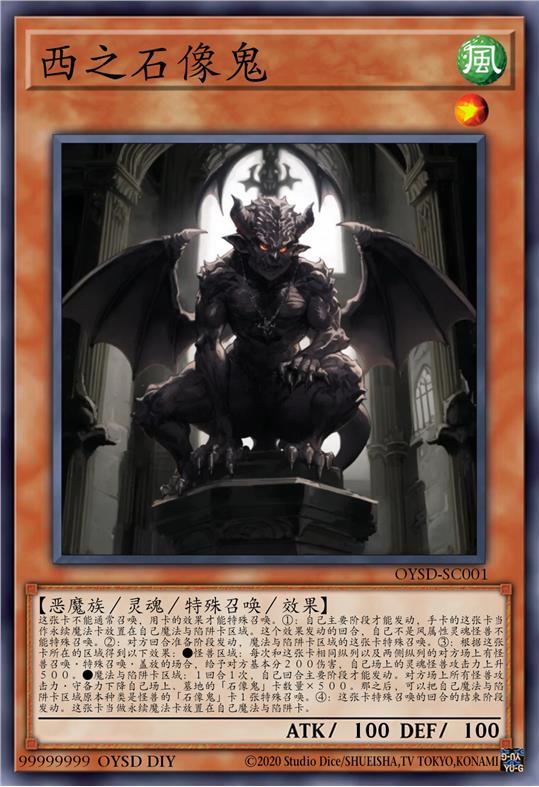 西之石像鬼
風
OYSD-SC001
【恶魔族／灵魂／特殊召唤／效果】
这张卡不能通常召唤，用卡的效果才能特殊召唤。①：自己主要阶段才能发动，手卡的这张卡当
作永续魔法卡放置在自己魔法与陷阱卡区域。这个效果发动的回合，自己不是风属性灵魂怪兽不
能特殊召唤。②：对方回合准备阶段发动，魔法与陷阱卡区域的这张卡特殊召唤。③：根据这张
卡所在的区域得到以下效果：●怪兽区域：每次和这张卡相同纵列以及两侧纵列的对方场上有怪
兽召唤·特殊召唤·盖放的场合，给予对方基本分２００伤害，自己场上的灵魂怪兽攻击力上升
５００。●魔法与陷阱卡区域：１回合１次，自己回合主要阶段才能发动。对方场上所有怪兽攻
击力·守备力下降自己场上、墓地的「石像鬼」卡数量×５００。那之后，可以把自己魔法与陷
阱卡区域原本种类是怪兽的「石像鬼」卡１张特殊召唤。④：这张卡特殊召唤的回合的结束阶段
发动。这张卡当做永续魔法卡放置在自己魔法与陷阱卡。
ATK/ 100 DEF/ 100
99999999 OYSD DIY ©2020 Studio Dice/SHUEISHA,TV TOKYO,KONAMI